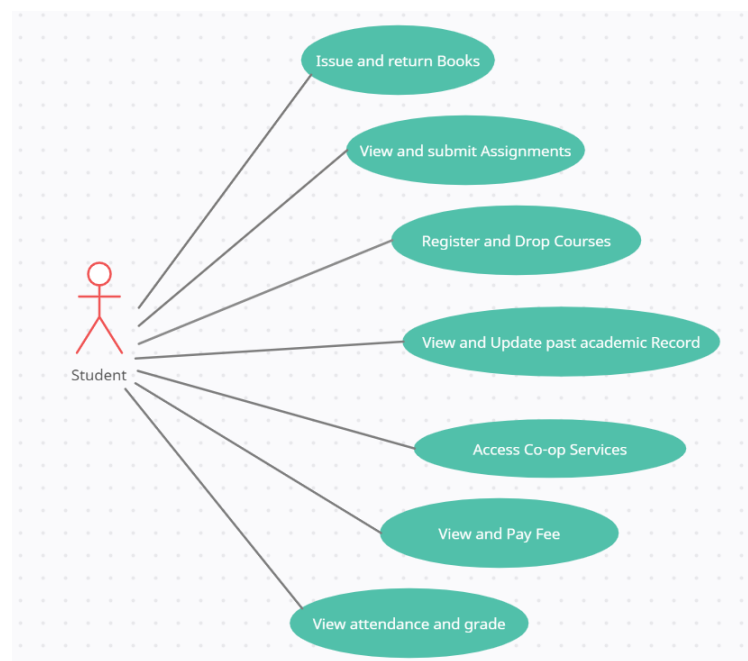 Issue and return Books
View and submit Assignments
Register and Drop Courses
View and Update past academic Record
Student
Access Co-op Services
View and Pay Fee
View attendance and grade